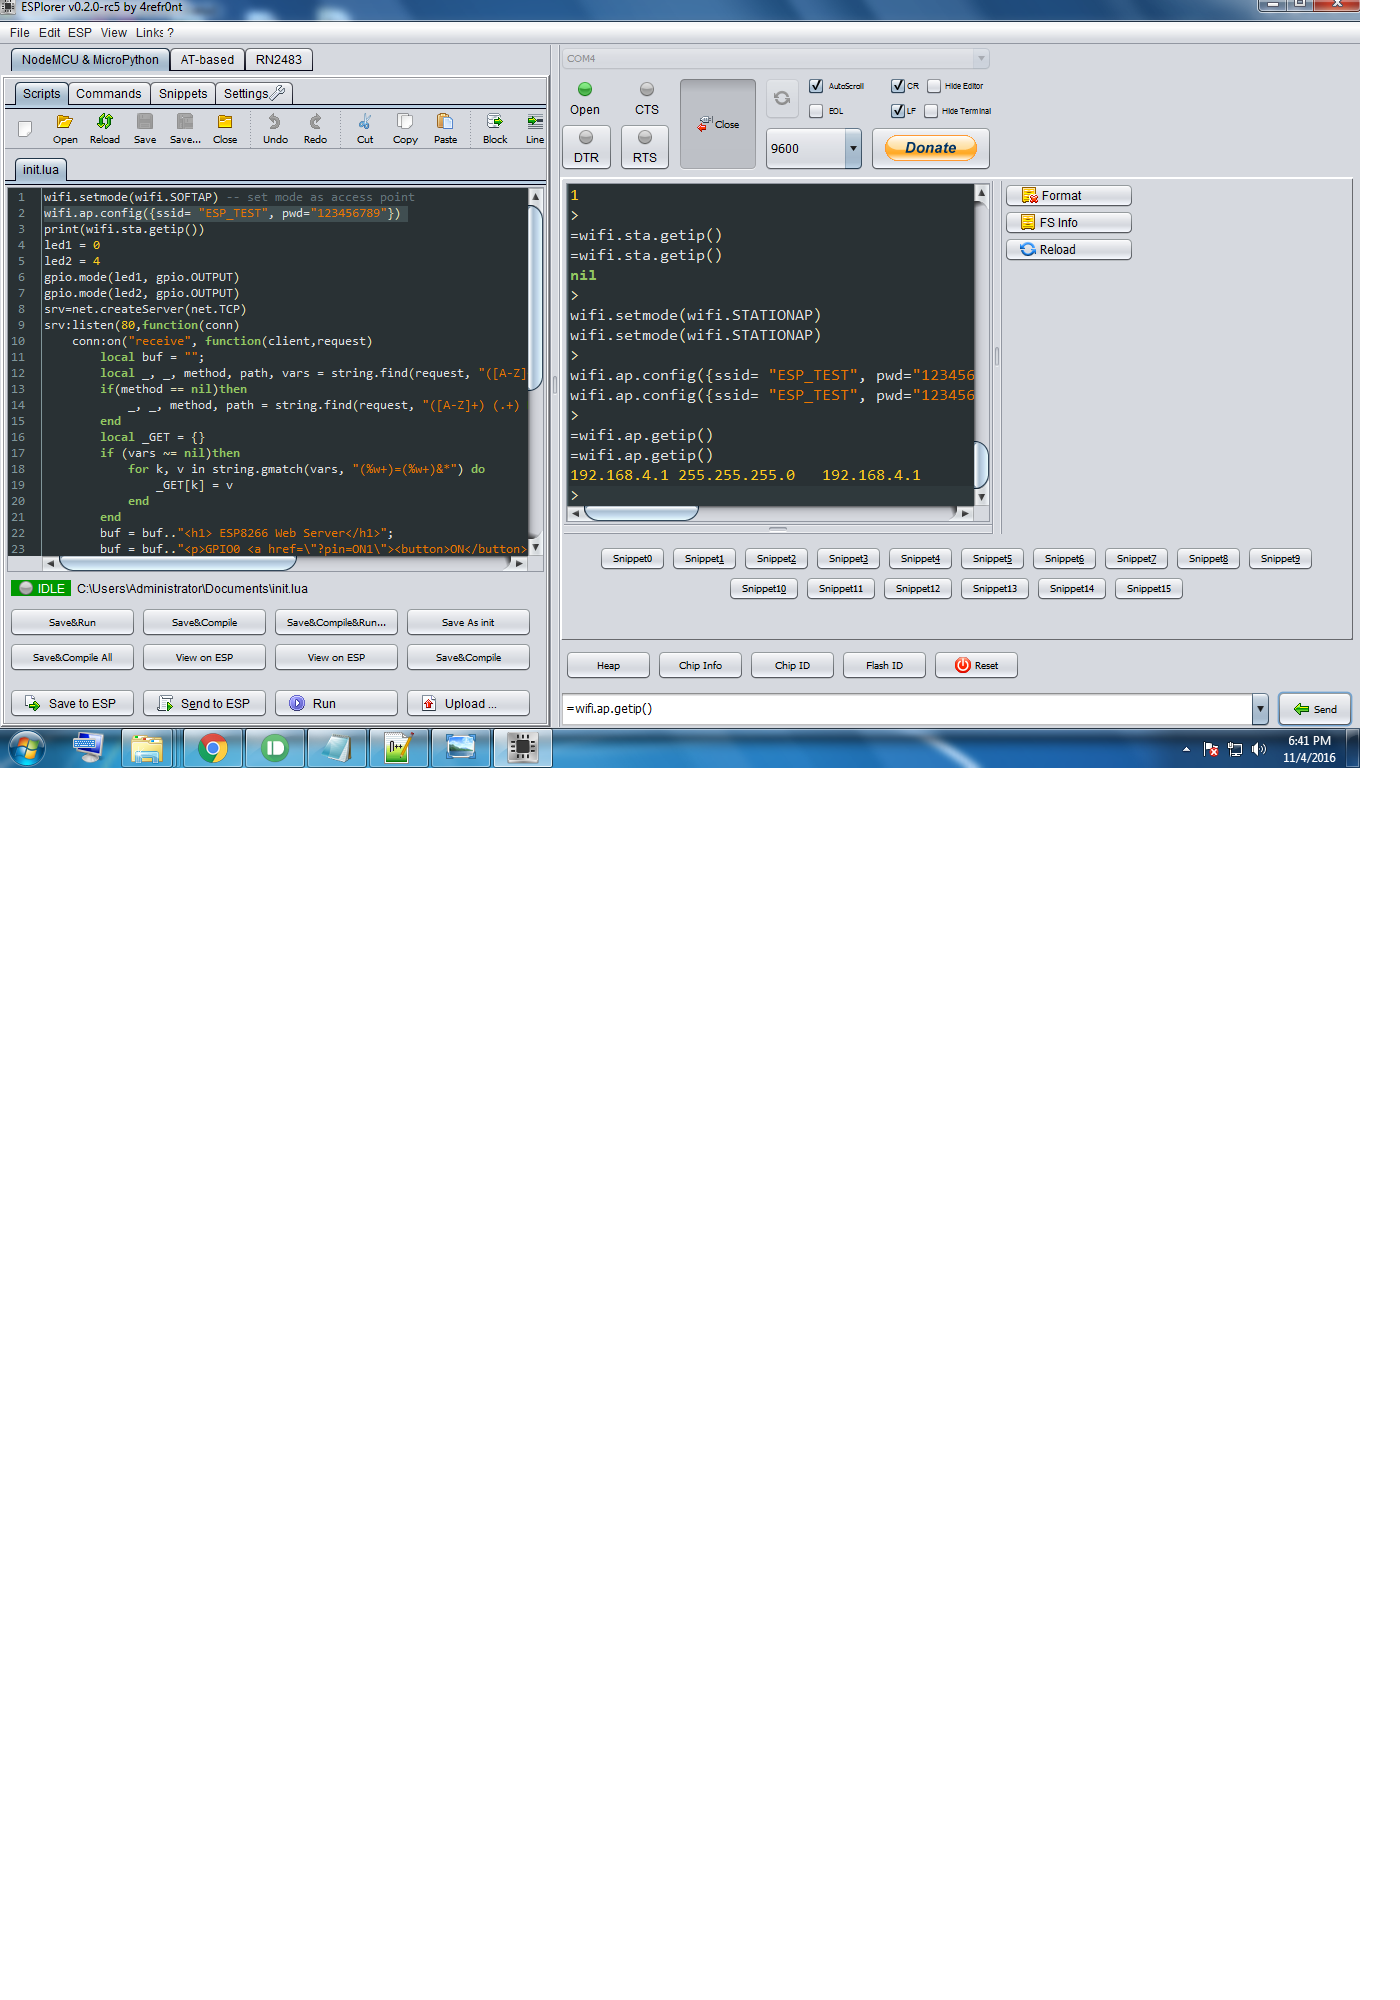 ESPlorer v0.2.0-rc5 by 4refr0nt
File Edit ESP View Links ?
NodeMCU & MicroPython AT-based RN2483
Scripts Commands Snippets Settings
Open Reload Save Save... Close Undo Redo Cut Copy Paste Block Line
init.lua
1 wifi.setmode(wifi.SOFTAP) -- set mode as access point
2 wifi.ap.config({ssid= "ESP_TEST", pwd="123456789"})
3 print(wifi.sta.getip())
4 led1 = 0
5 led2 = 4
6 gpio.mode(led1, gpio.OUTPUT)
7 gpio.mode(led2, gpio.OUTPUT)
8 srv=net.createServer(net.TCP)
9 srv:listen(80,function(conn)
10 conn:on("receive", function(client,request)
11 local buf = "";
12 local _, _, method, path, vars = string.find(request, "([A-Z]
13 if(method == nil)then
14 _, _, method, path = string.find(request, "([A-Z]+) (.+)
15 end
16 local _GET = {}
17 if (vars ~= nil)then
18 for k, v in string.gmatch(vars, "(%w+)=(%w+)&*") do
19 _GET[k] = v
20 end
21 end
22 buf = buf.."<h1> ESP8266 Web Server</h1>";
23 buf = buf.."<p>GPIO0 <a href=\"?pin=ON1\"><button>ON</button>
IDLE C:\Users\Administrator\Documents\init.lua
Save&Run Save&Compile Save&Compile&Run... Save As init
Save&Compile All View on ESP View on ESP Save&Compile
Save to ESP Send to ESP Run Upload ...
COM4
Open CTS Close AutoScroll CR Hide Editor
EOL LF Hide Terminal
DTR RTS 9600 Donate
1
>
=wifi.sta.getip()
=wifi.sta.getip()
nil
>
wifi.setmode(wifi.STATIONAP)
wifi.setmode(wifi.STATIONAP)
>
wifi.ap.config({ssid= "ESP_TEST", pwd="123456
wifi.ap.config({ssid= "ESP_TEST", pwd="123456
>
=wifi.ap.getip()
=wifi.ap.getip()
192.168.4.1 255.255.255.0 192.168.4.1
>
Format
FS Info
Reload
Snippet0 Snippet1 Snippet2 Snippet3 Snippet4 Snippet5 Snippet6 Snippet7 Snippet8 Snippet9
Snippet10 Snippet11 Snippet12 Snippet13 Snippet14 Snippet15
Heap Chip Info Chip ID Flash ID Reset
=wifi.ap.getip() Send
6:41 PM
11/4/2016